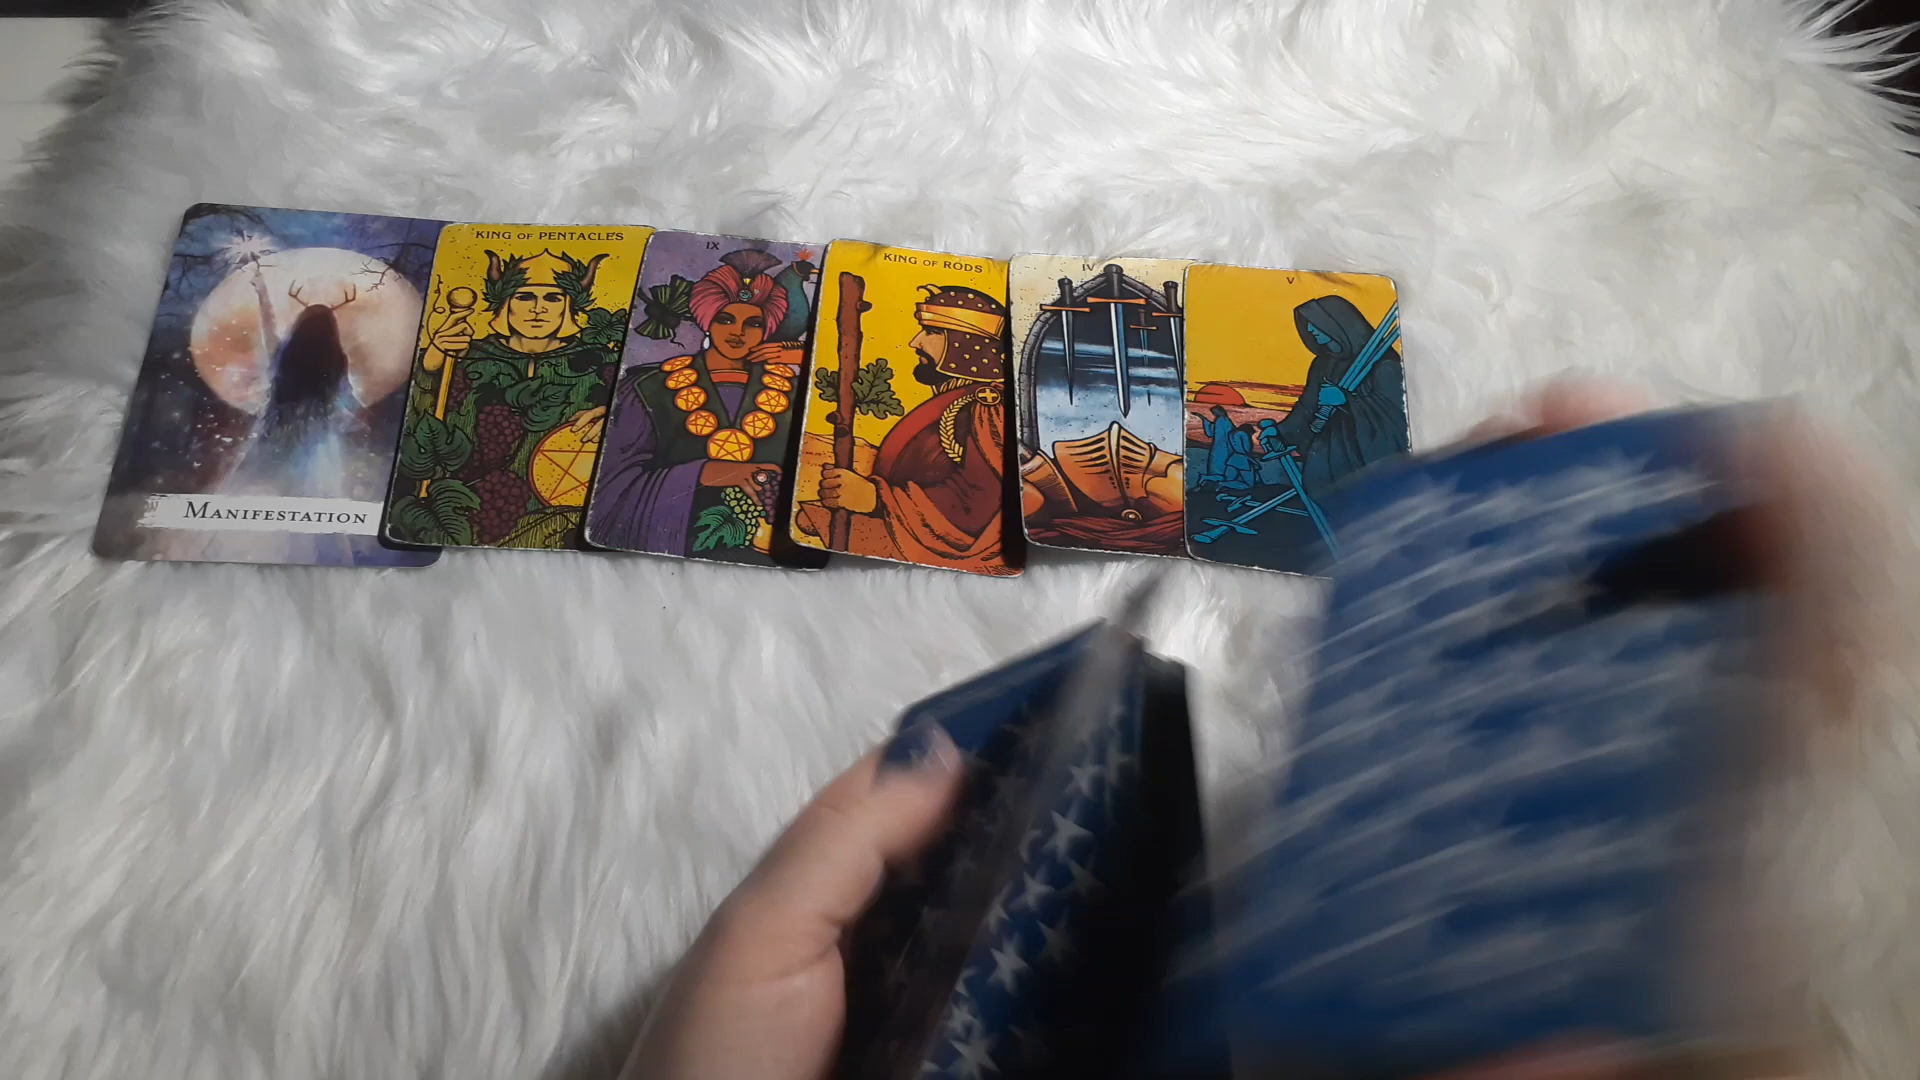 MANIFESTATION
KING OF PENTACLES
IX
KING OF RODS
IV
V